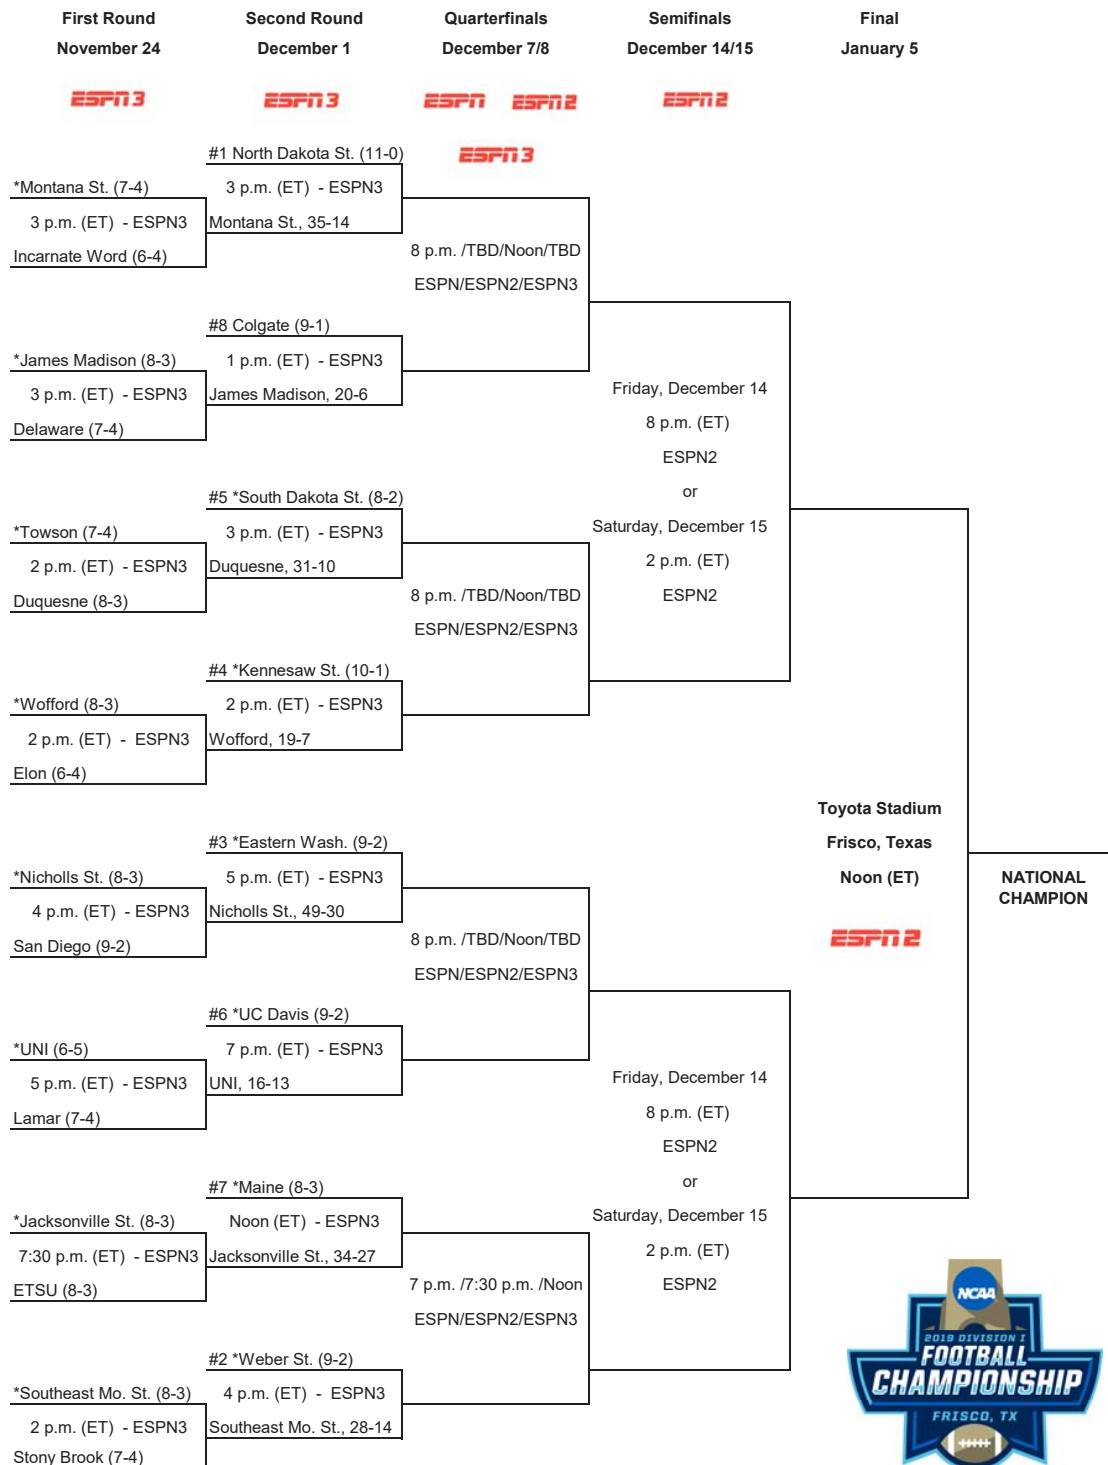 First Round
November 24
ESPN3
Second Round
December 1
ESPN3
Quarterfinals
December 7/8
ESPN ESPN2
ESPN3
Semifinals
December 14/15
ESPN2
Final
January 5
*Montana St. (7-4)
3 p.m. (ET) - ESPN3
Incarnate Word (6-4)
*James Madison (8-3)
3 p.m. (ET) - ESPN3
Delaware (7-4)
*Towson (7-4)
2 p.m. (ET) - ESPN3
Duquesne (8-3)
*Wofford (8-3)
2 p.m. (ET) - ESPN3
Elon (6-4)
*Nicholls St. (8-3)
4 p.m. (ET) - ESPN3
San Diego (9-2)
*UNI (6-5)
5 p.m. (ET) - ESPN3
Lamar (7-4)
*Jacksonville St. (8-3)
7:30 p.m. (ET) - ESPN3
ETSU (8-3)
*Southeast Mo. St. (8-3)
2 p.m. (ET) - ESPN3
Stony Brook (7-4)
#1 North Dakota St. (11-0)
3 p.m. (ET) - ESPN3
Montana St., 35-14
#8 Colgate (9-1)
1 p.m. (ET) - ESPN3
James Madison, 20-6
#5 *South Dakota St. (8-2)
3 p.m. (ET) - ESPN3
Duquesne, 31-10
#4 *Kennesaw St. (10-1)
2 p.m. (ET) - ESPN3
Wofford, 19-7
#3 *Eastern Wash. (9-2)
5 p.m. (ET) - ESPN3
Nicholls St., 49-30
#6 *UC Davis (9-2)
7 p.m. (ET) - ESPN3
UNI, 16-13
#7 *Maine (8-3)
Noon (ET) - ESPN3
Jacksonville St., 34-27
#2 *Weber St. (9-2)
4 p.m. (ET) - ESPN3
Southeast Mo. St., 28-14
8 p.m. /TBD/Noon/TBD
ESPN/ESPN2/ESPN3
8 p.m. /TBD/Noon/TBD
ESPN/ESPN2/ESPN3
8 p.m. /TBD/Noon/TBD
ESPN/ESPN2/ESPN3
7 p.m. /7:30 p.m. /Noon
ESPN/ESPN2/ESPN3
Friday, December 14
8 p.m. (ET)
ESPN2
or
Saturday, December 15
2 p.m. (ET)
ESPN2
Friday, December 14
8 p.m. (ET)
ESPN2
or
Saturday, December 15
2 p.m. (ET)
ESPN2
Toyota Stadium
Frisco, Texas
Noon (ET)
ESPN2
NATIONAL
CHAMPION
NCAA
2019 DIVISION I
FOOTBALL
CHAMPIONSHIP
FRISCO, TX